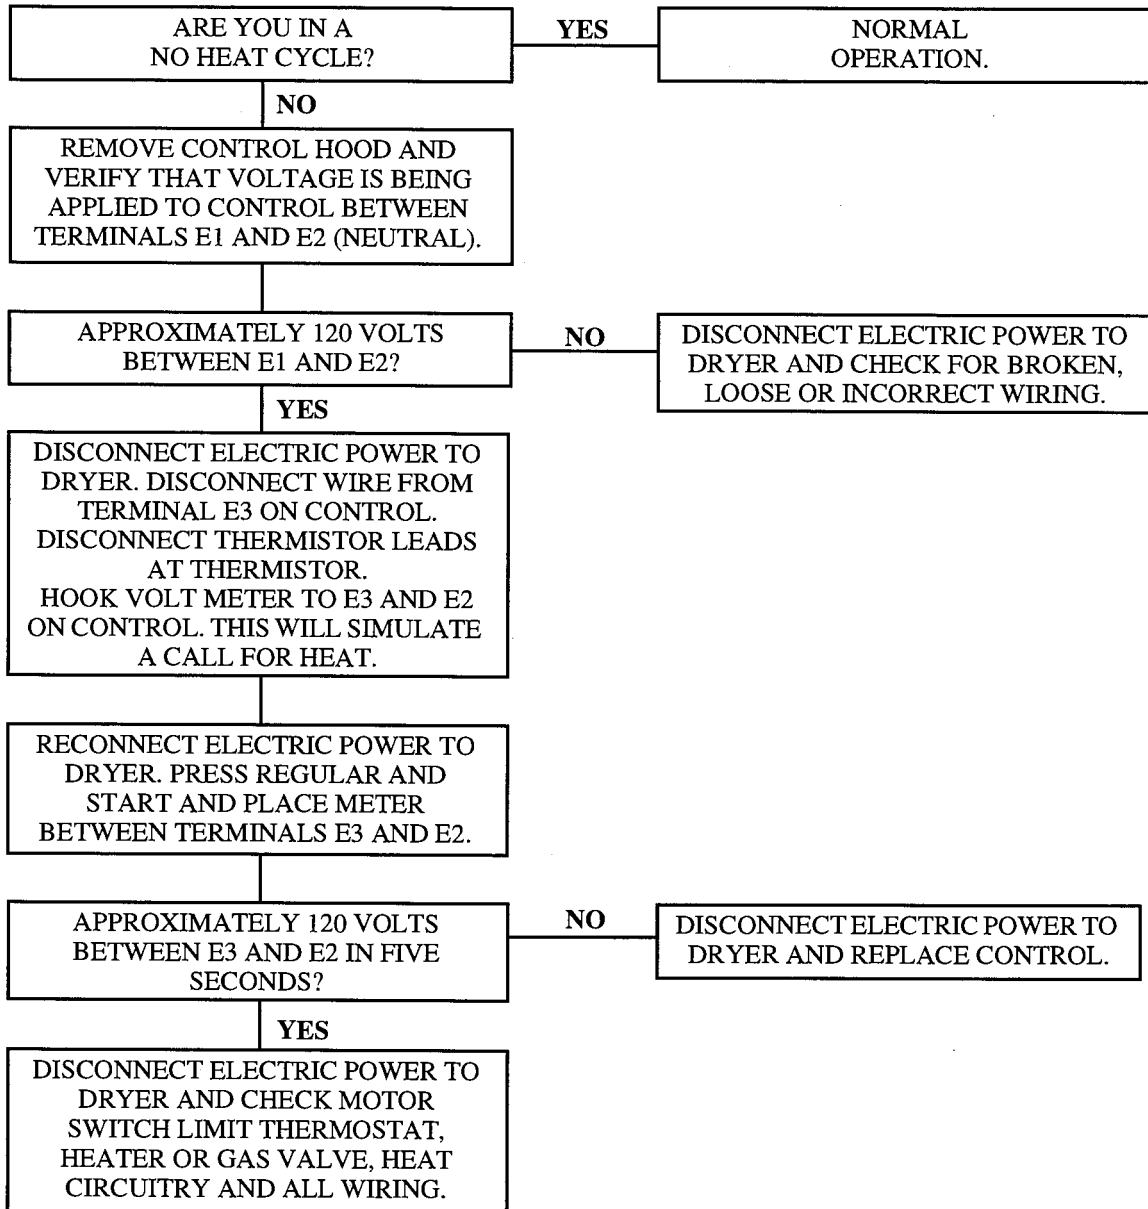 ARE YOU IN A
NO HEAT CYCLE?
YES
NORMAL
OPERATION.
NO
REMOVE CONTROL HOOD AND
VERIFY THAT VOLTAGE IS BEING
APPLIED TO CONTROL BETWEEN
TERMINALS E1 AND E2 (NEUTRAL).
APPROXIMATELY 120 VOLTS
BETWEEN E1 AND E2?
NO
DISCONNECT ELECTRIC POWER TO
DRYER AND CHECK FOR BROKEN,
LOOSE OR INCORRECT WIRING.
YES
DISCONNECT ELECTRIC POWER TO
DRYER. DISCONNECT WIRE FROM
TERMINAL E3 ON CONTROL.
DISCONNECT THERMISTOR LEADS
AT THERMISTOR.
HOOK VOLT METER TO E3 AND E2
ON CONTROL. THIS WILL SIMULATE
A CALL FOR HEAT.
RECONNECT ELECTRIC POWER TO
DRYER. PRESS REGULAR AND
START AND PLACE METER
BETWEEN TERMINALS E3 AND E2.
APPROXIMATELY 120 VOLTS
BETWEEN E3 AND E2 IN FIVE
SECONDS?
NO
DISCONNECT ELECTRIC POWER TO
DRYER AND REPLACE CONTROL.
YES
DISCONNECT ELECTRIC POWER TO
DRYER AND CHECK MOTOR
SWITCH LIMIT THERMOSTAT,
HEATER OR GAS VALVE, HEAT
CIRCUITRY AND ALL WIRING.